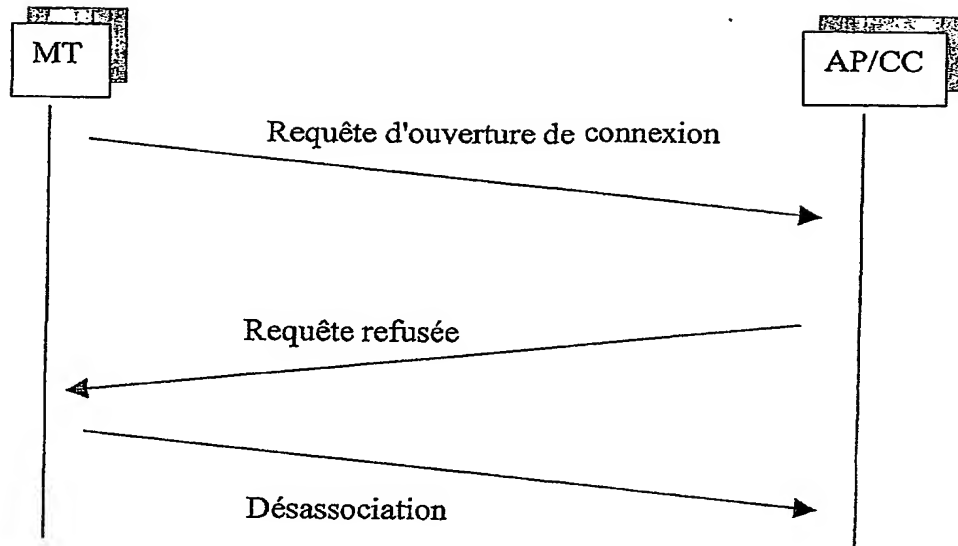 MT
AP/CC
Requête d'ouverture de connexion
Requête refusée
Désassociation